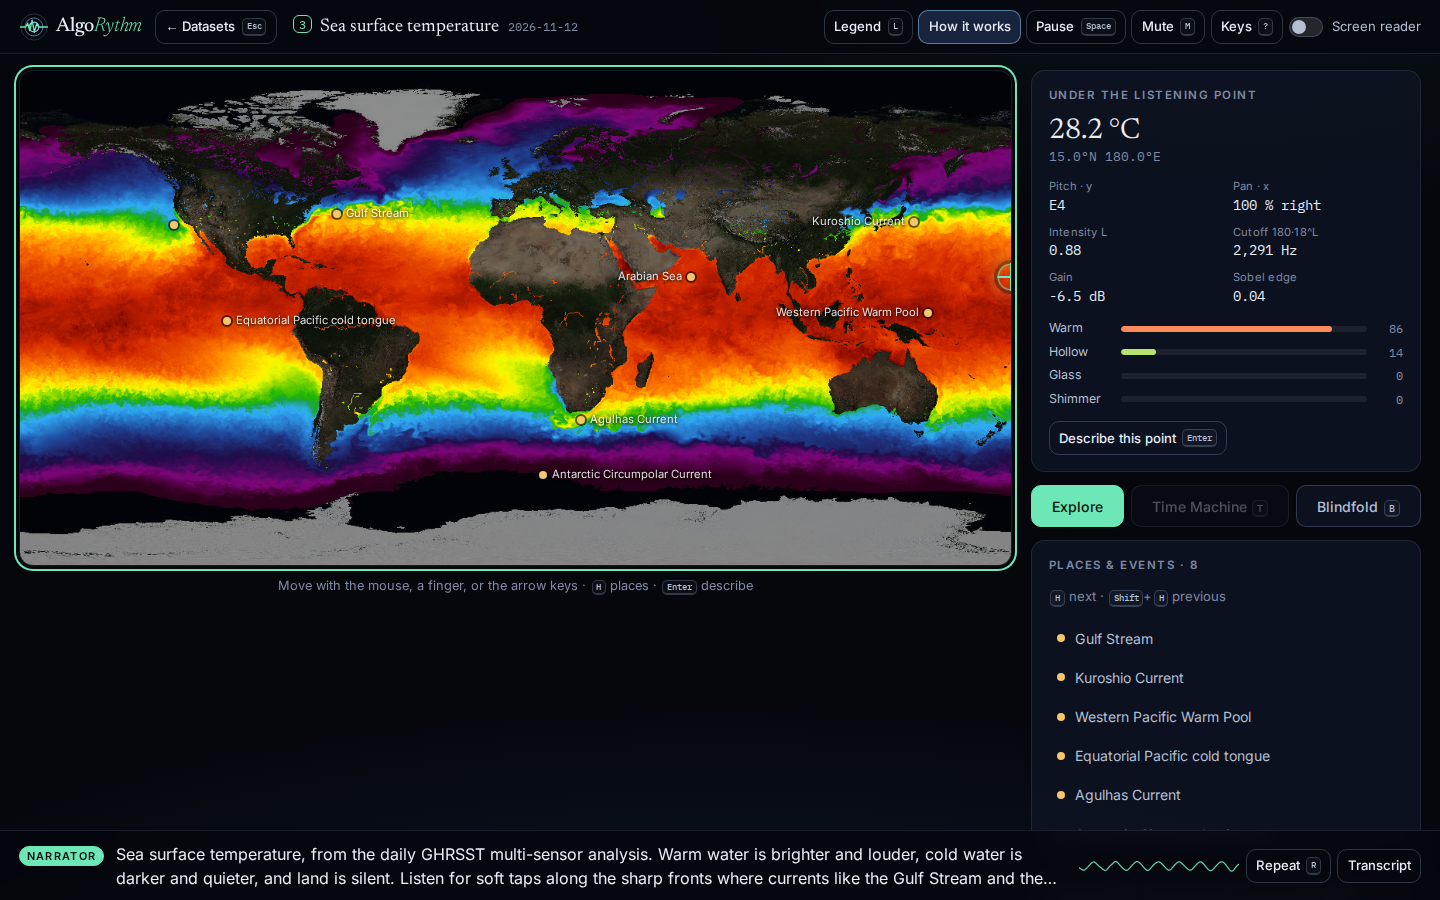 AlgoRythm
← Datasets Esc
3 Sea surface temperature 2026-11-12
Legend L
How it works
Pause Space
Mute M
Keys ?
Screen reader
Gulf Stream
Kuroshio Current
Arabian Sea
Western Pacific Warm Pool
Equatorial Pacific cold tongue
Agulhas Current
Antarctic Circumpolar Current
Move with the mouse, a finger, or the arrow keys · H places · Enter describe
UNDER THE LISTENING POINT
28.2 °C
15.0°N 180.0°E
Pitch · y Pan · x
E4 100 % right
Intensity L Cutoff 180·18^L
0.88 2,291 Hz
Gain Sobel edge
-6.5 dB 0.04
Warm 86
Hollow 14
Glass 0
Shimmer 0
Describe this point Enter
Explore
Time Machine T
Blindfold B
PLACES & EVENTS · 8
H next · Shift + H previous
Gulf Stream
Kuroshio Current
Western Pacific Warm Pool
Equatorial Pacific cold tongue
Agulhas Current
NARRATOR
Sea surface temperature, from the daily GHRSST multi-sensor analysis. Warm water is brighter and louder, cold water is
darker and quieter, and land is silent. Listen for soft taps along the sharp fronts where currents like the Gulf Stream and the...
Repeat R
Transcript